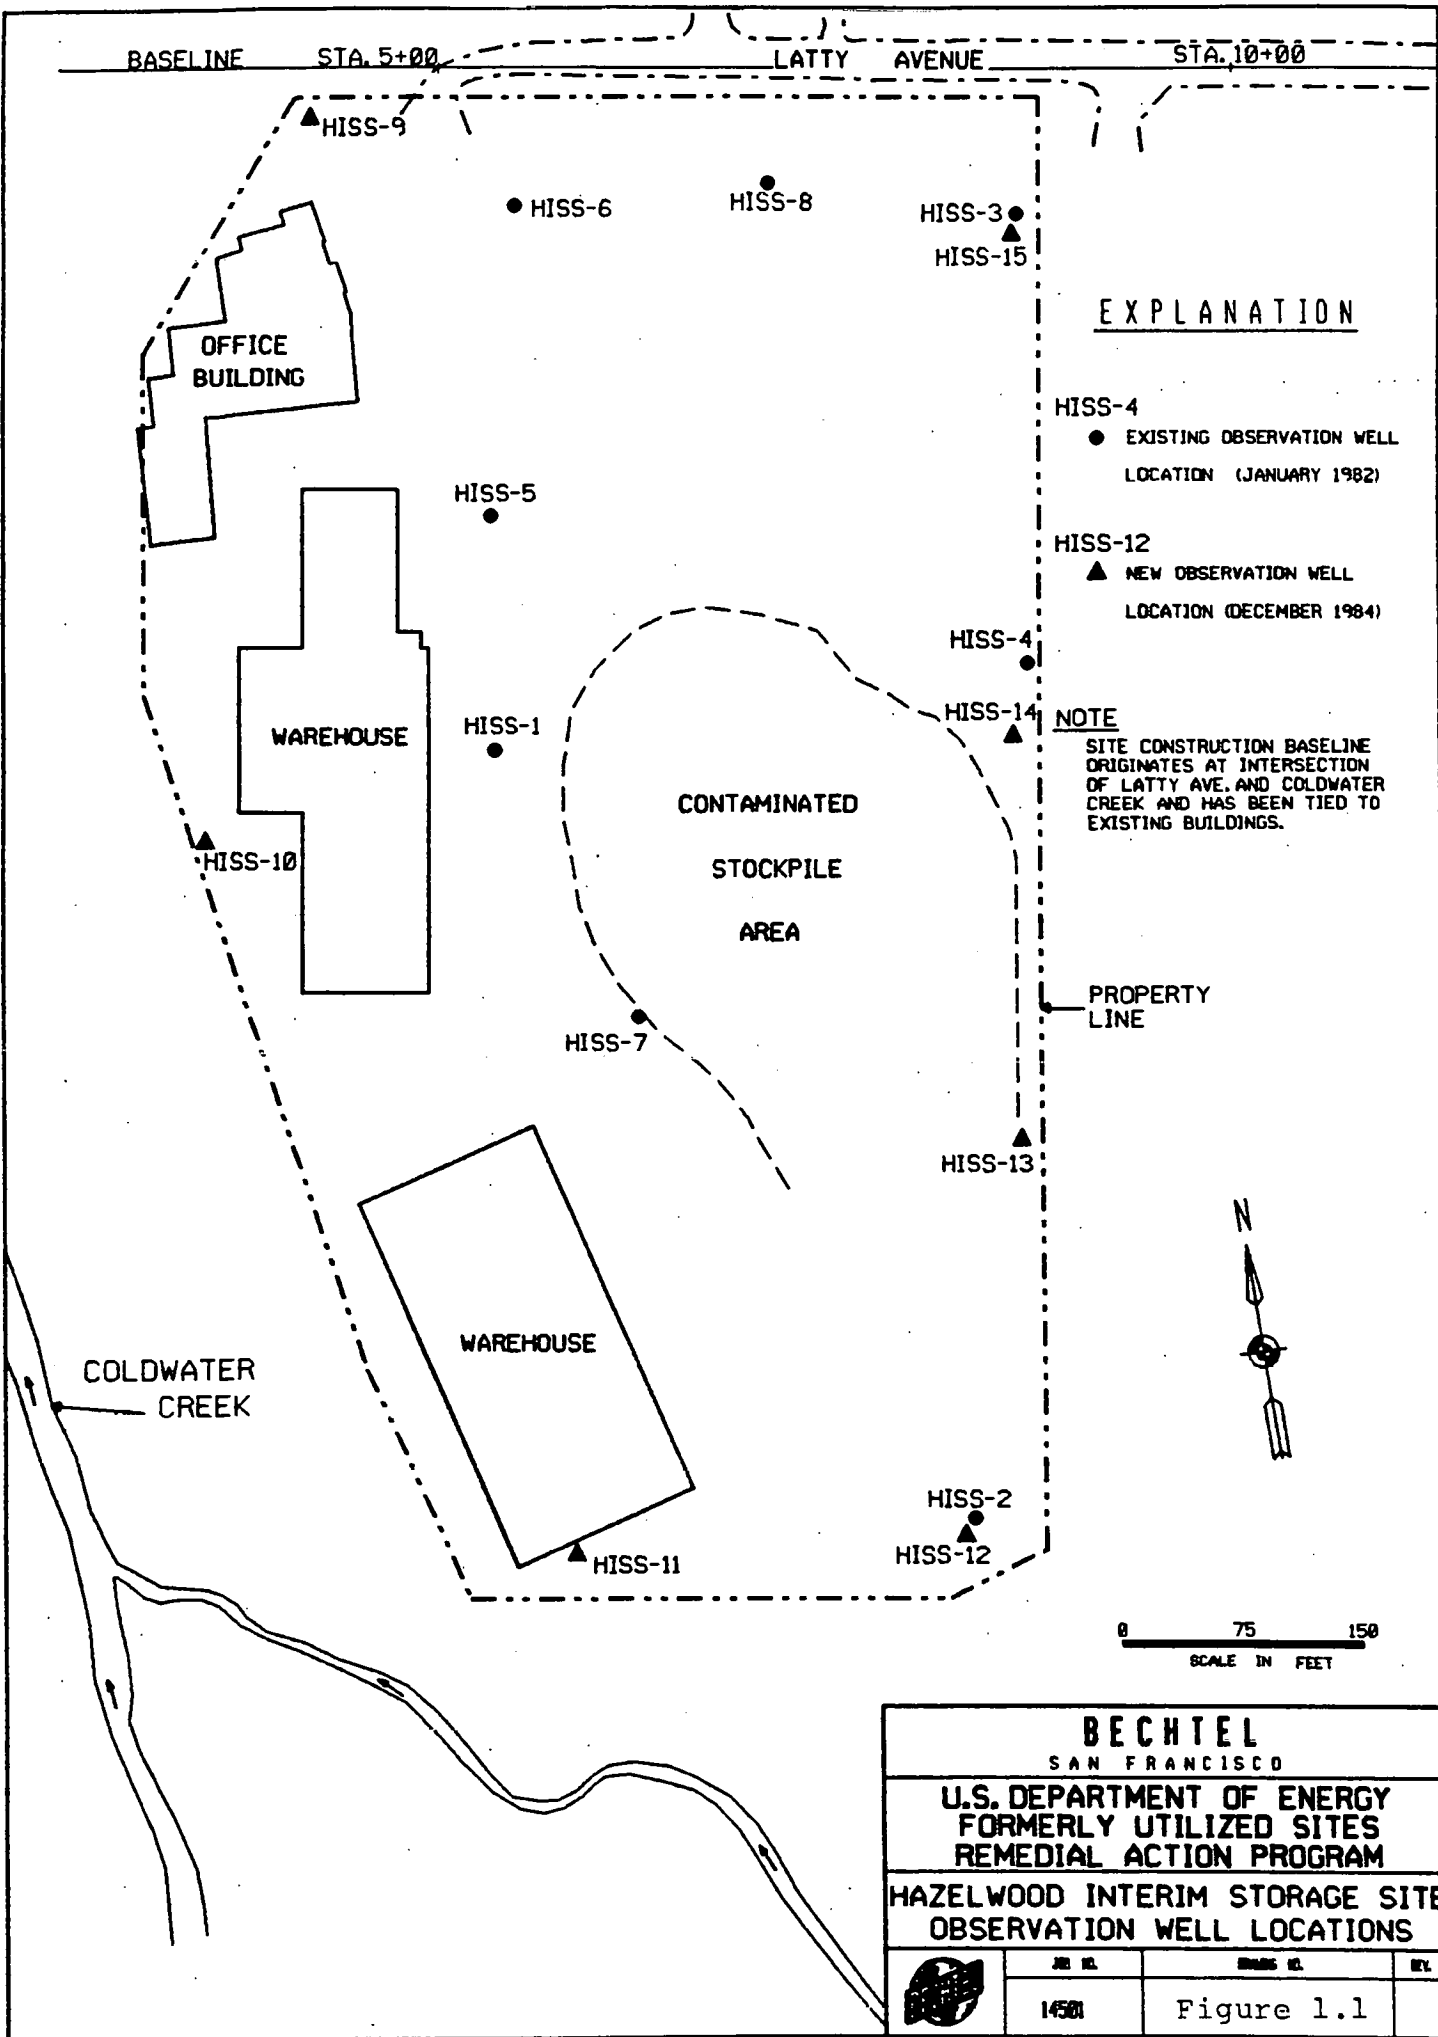 BASELINE STA. 5+00 LATTY AVENUE STA. 10+00
HISS-9
HISS-6
HISS-8
HISS-3
HISS-15
OFFICE
BUILDING
EXPLANATION
HISS-4
EXISTING OBSERVATION WELL
LOCATION (JANUARY 1982)
HISS-12
NEW OBSERVATION WELL
LOCATION (DECEMBER 1984)
HISS-5
HISS-4
HISS-14
HISS-1
WAREHOUSE
NOTE
SITE CONSTRUCTION BASELINE
ORIGINATES AT INTERSECTION
OF LATTY AVE. AND COLDWATER
CREEK AND HAS BEEN TIED TO
EXISTING BUILDINGS.
CONTAMINATED
STOCKPILE
AREA
HISS-10
PROPERTY
LINE
HISS-7
HISS-13
N
WAREHOUSE
COLDWATER
CREEK
HISS-2
HISS-12
HISS-11
0 75 150
SCALE IN FEET
BECHTEL
SAN FRANCISCO
U.S. DEPARTMENT OF ENERGY
FORMERLY UTILIZED SITES
REMEDIAL ACTION PROGRAM
HAZELWOOD INTERIM STORAGE SITE
OBSERVATION WELL LOCATIONS
JOB NO. REV.
14501 Figure 1.1